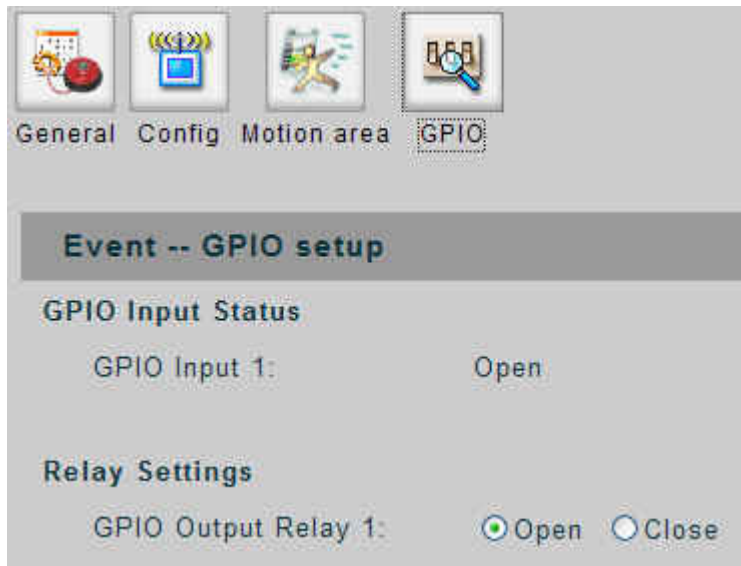 General Config Motion area GPIO
Event -- GPIO setup
GPIO Input Status
GPIO Input 1: Open
Relay Settings
GPIO Output Relay 1: Open Close